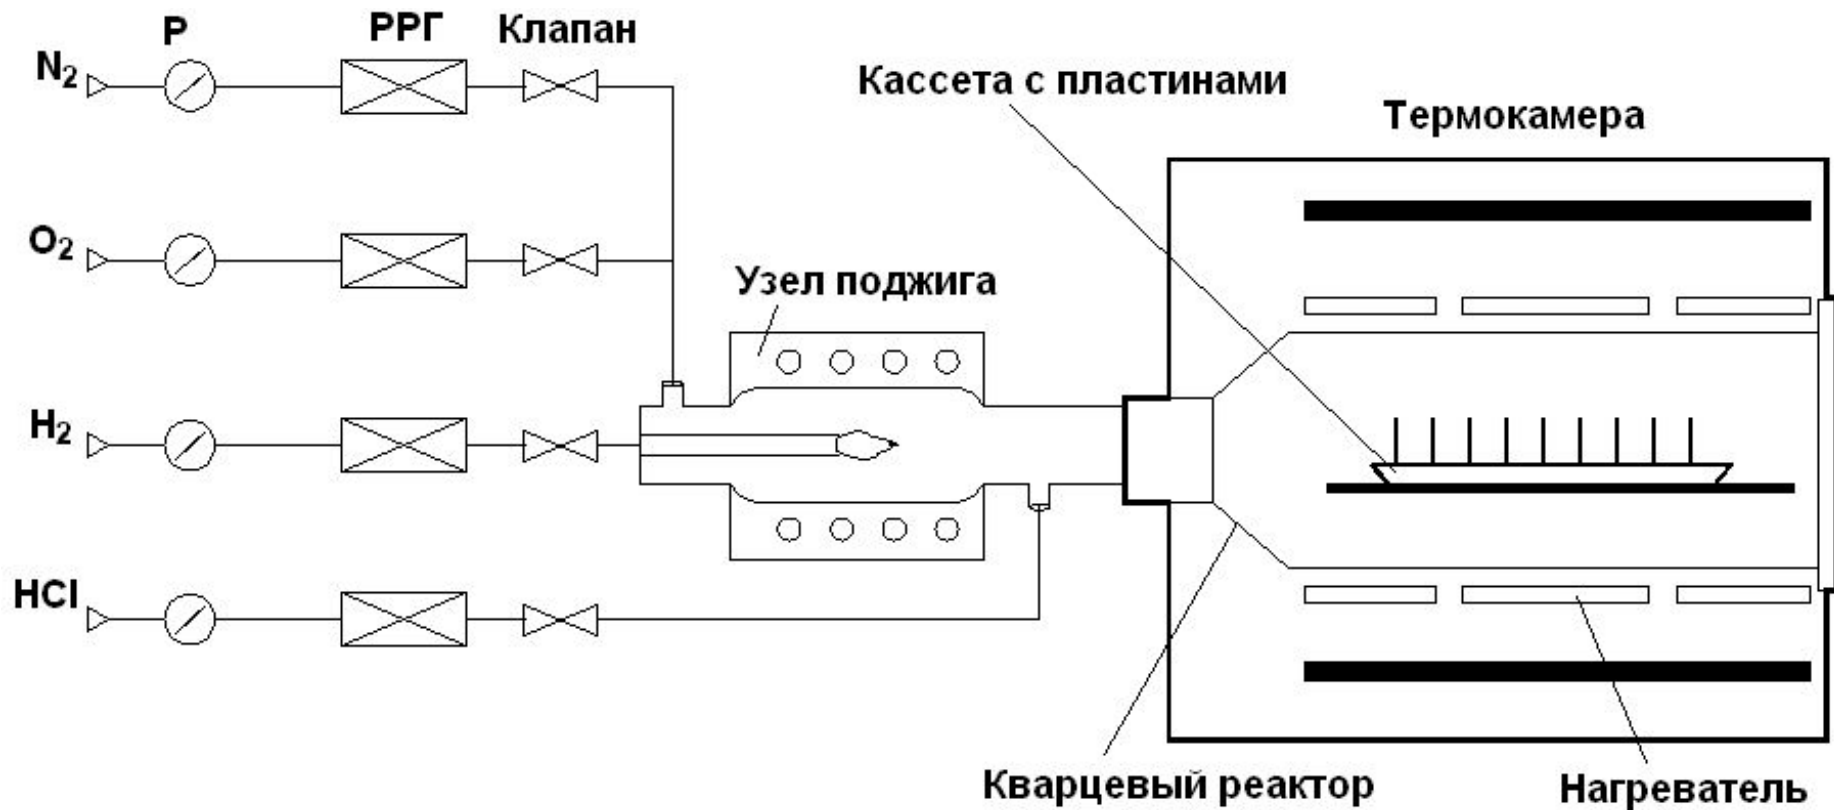 P
РРГ
Клапан
N2
Кассета с пластинами
Термокамера
O2
Узел поджига
H2
HCl
Кварцевый реактор
Нагреватель